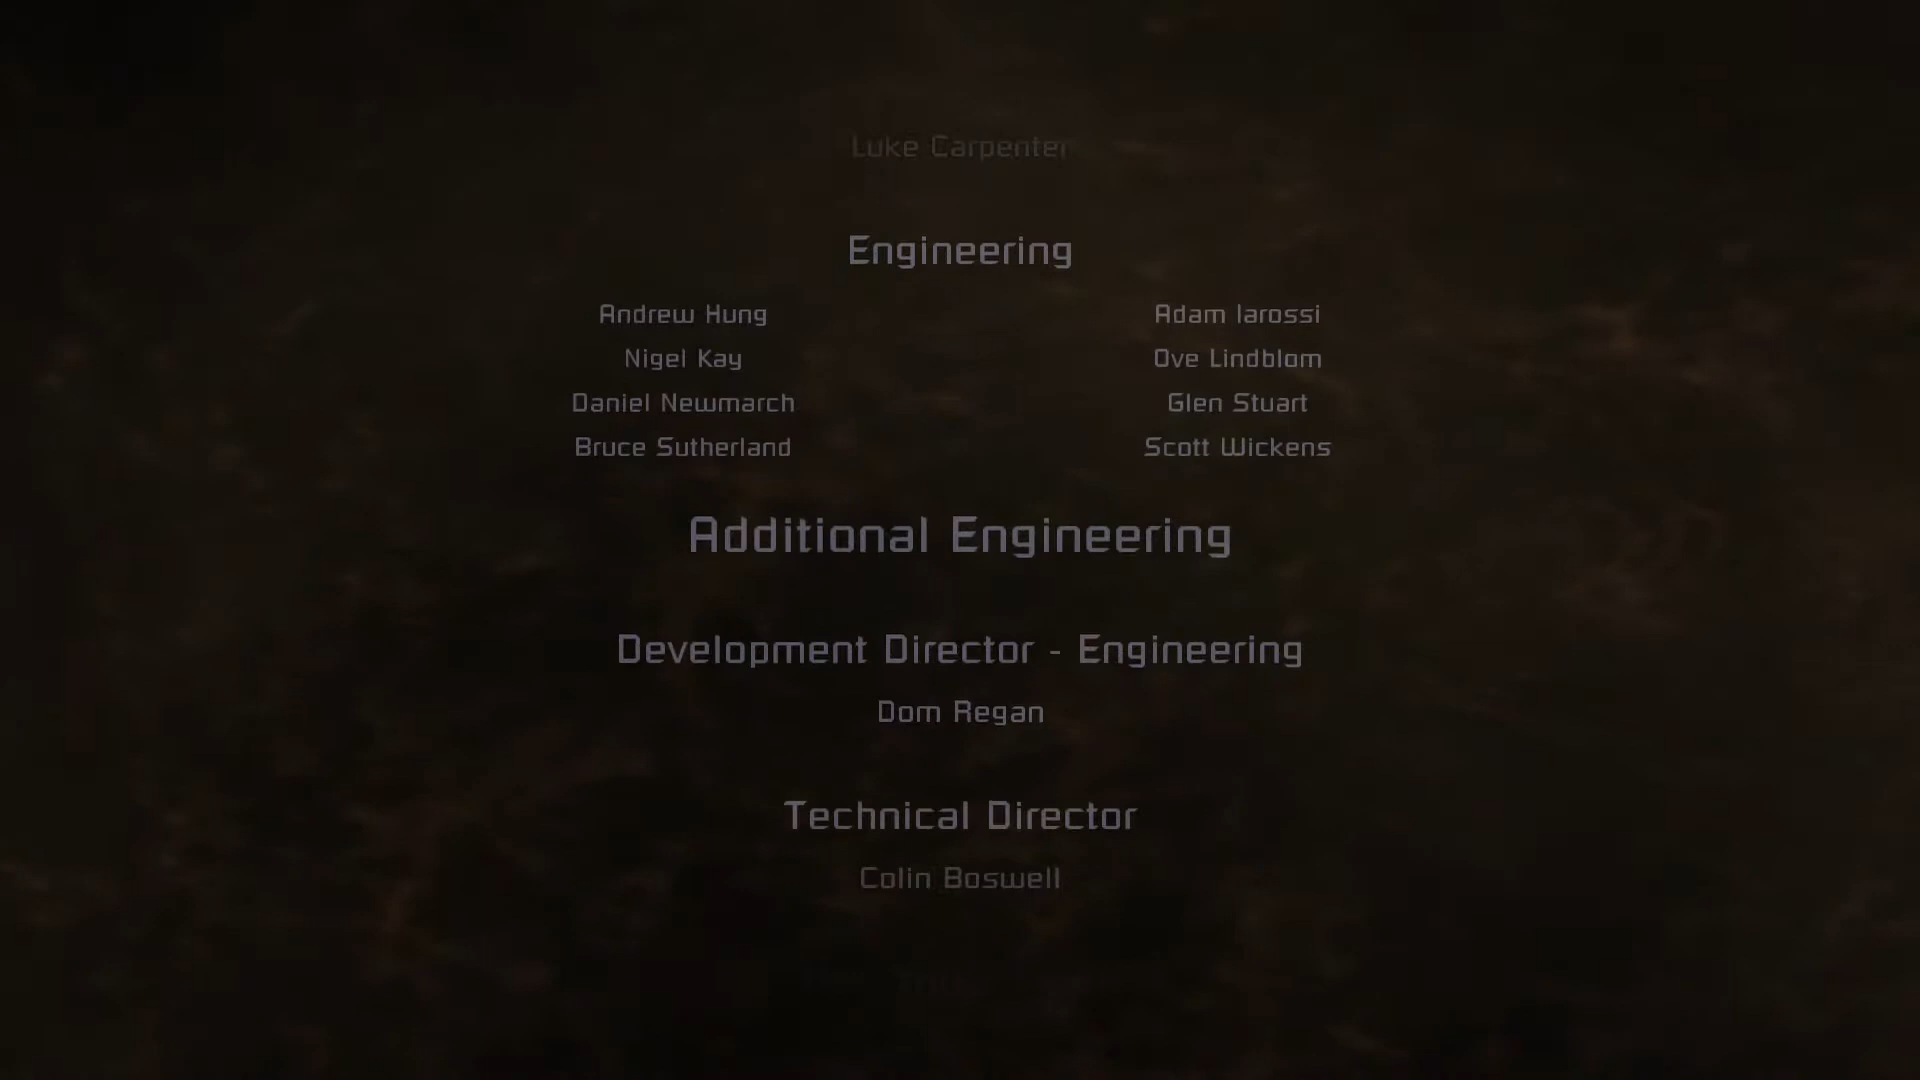 Luke Carpenter
Engineering
Andrew Hung Adam Iarossi
Nigel Kay Ove Lindblom
Daniel Newmarch Glen Stuart
Bruce Sutherland Scott Wickens
Additional Engineering
Development Director - Engineering
Dom Regan
Technical Director
Colin Boswell